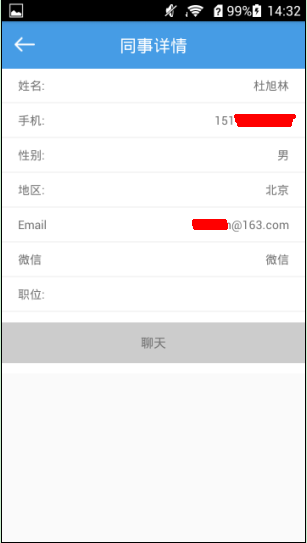 99% 14:32
同事详情
姓名: 杜旭林
手机: 151
性别: 男
地区: 北京
Email @163.com
微信 微信
职位:
聊天